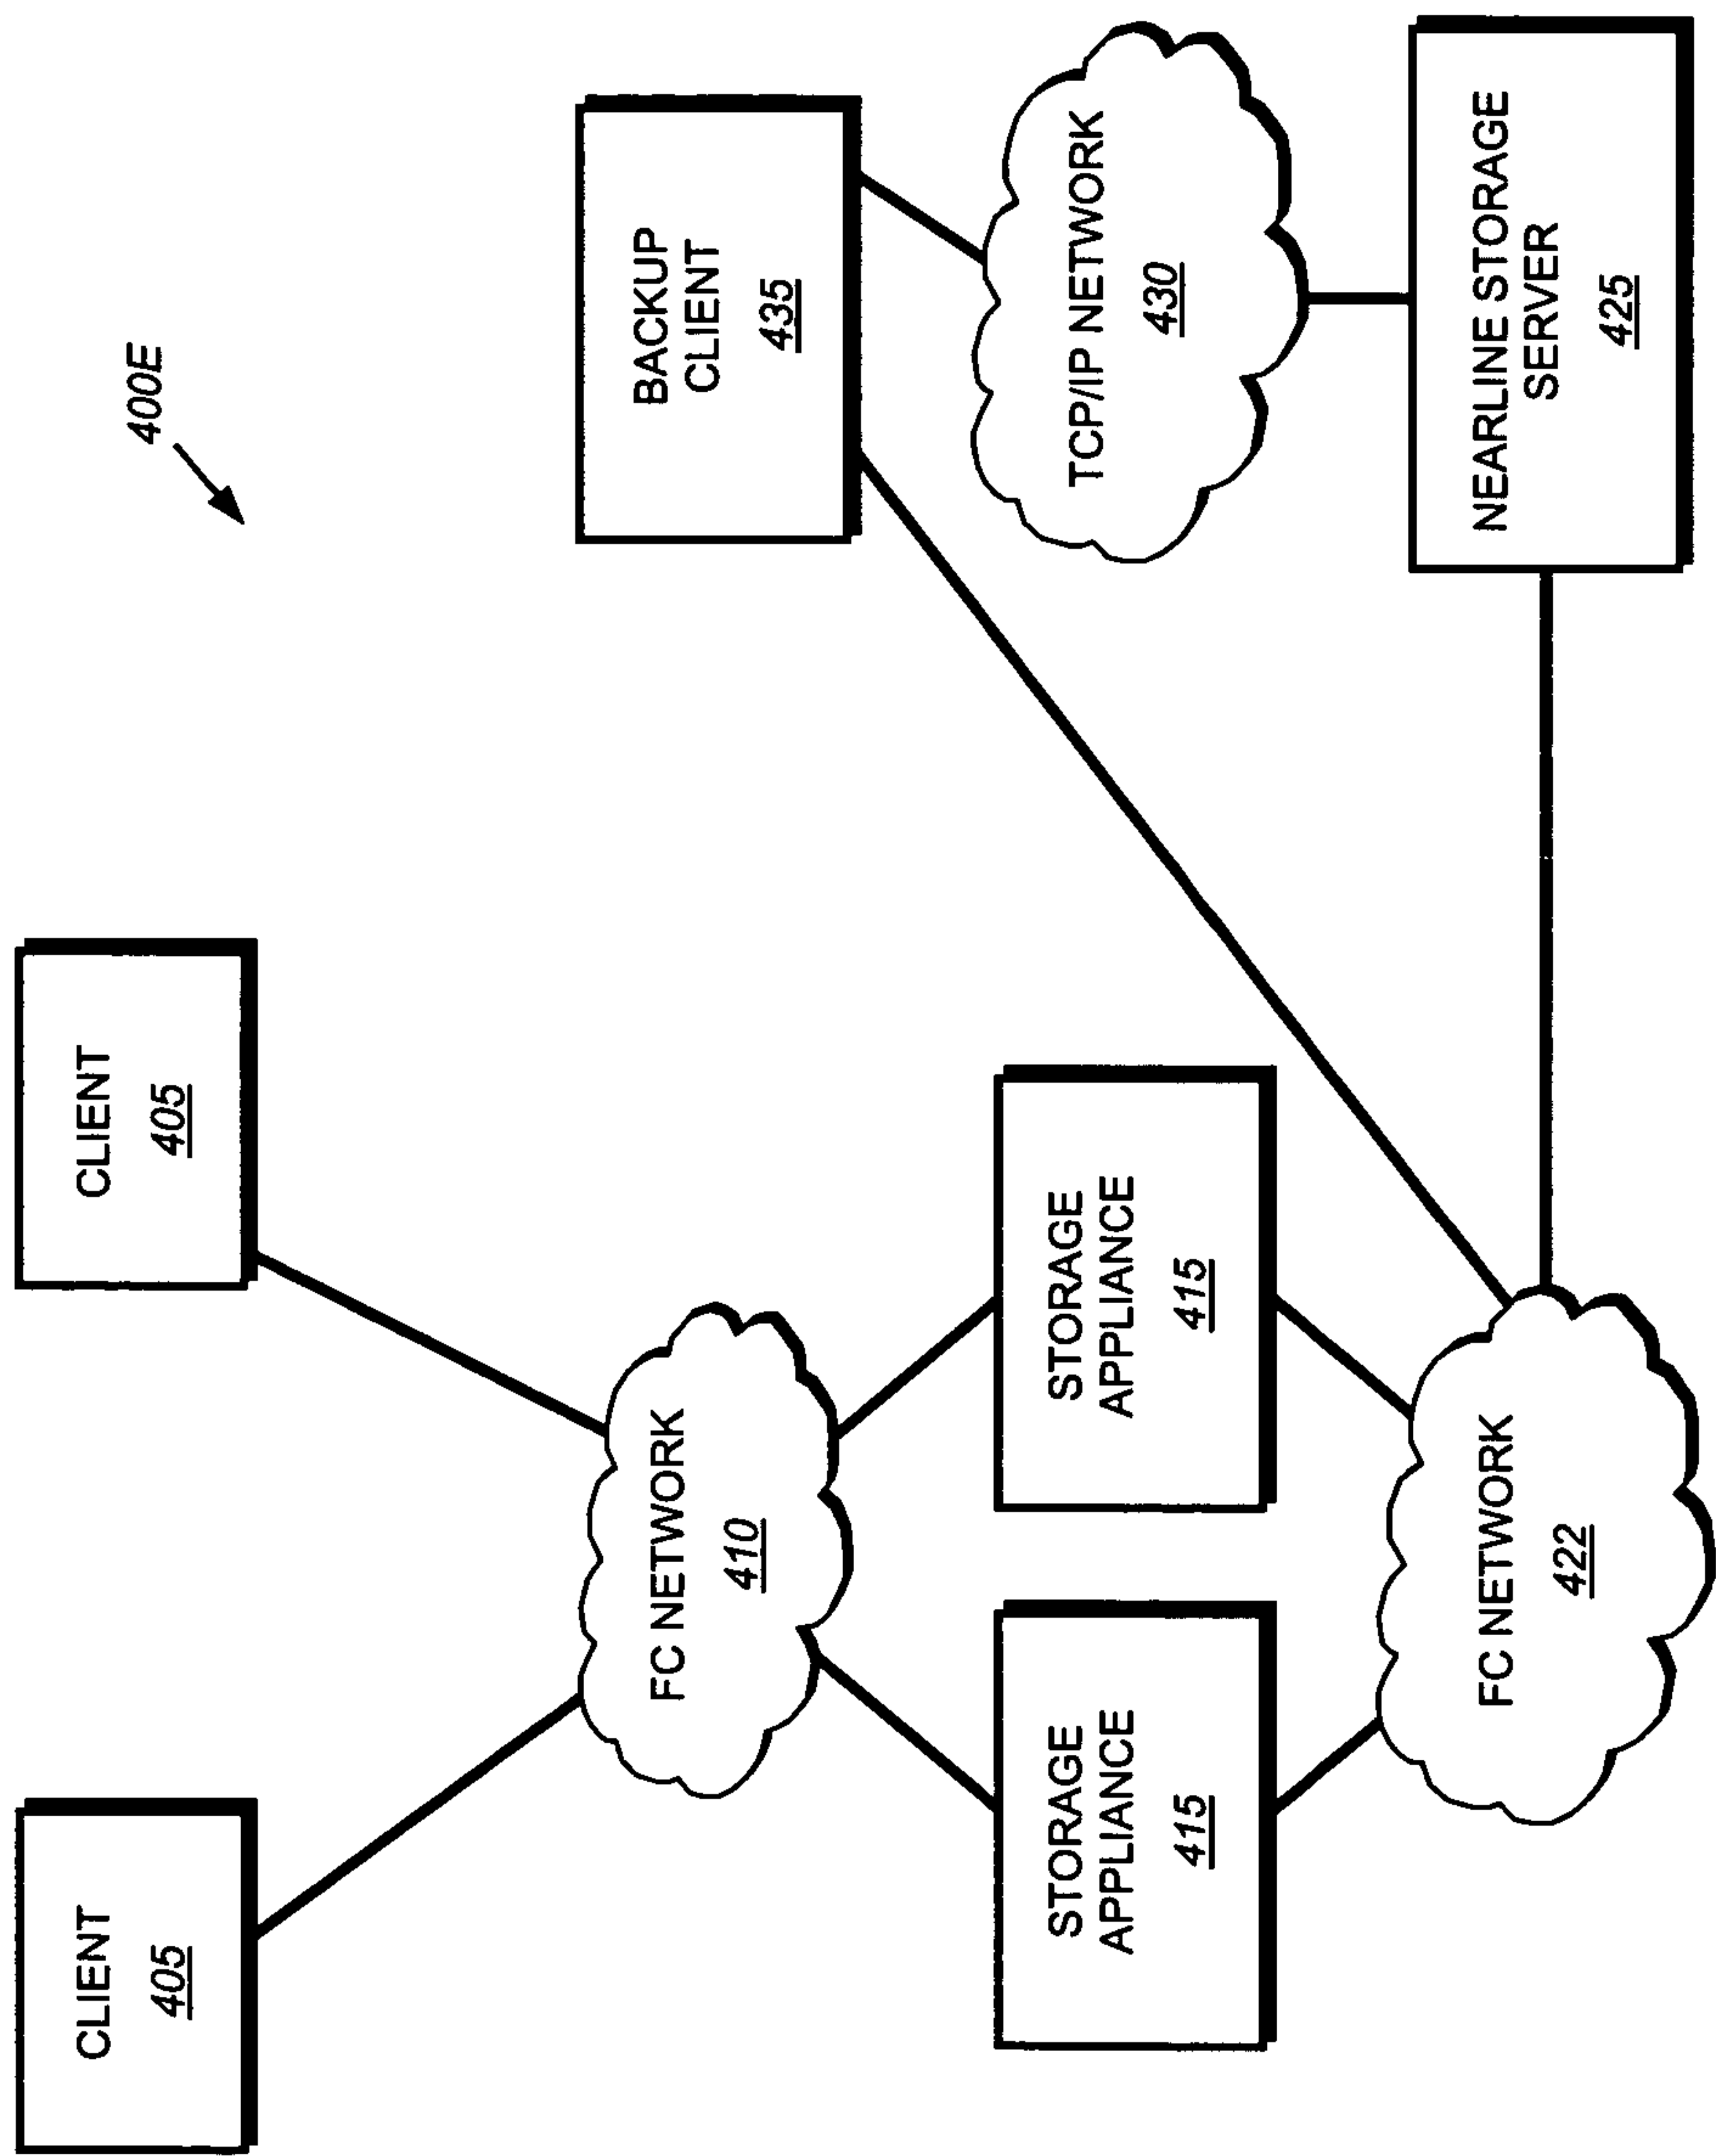 400E
CLIENT
405
CLIENT
405
BACKUP
CLIENT
435
FC NETWORK
410
TCP/IP NETWORK
430
STORAGE
APPLIANCE
415
STORAGE
APPLIANCE
415
FC NETWORK
422
NEARLINE STORAGE
SERVER
425